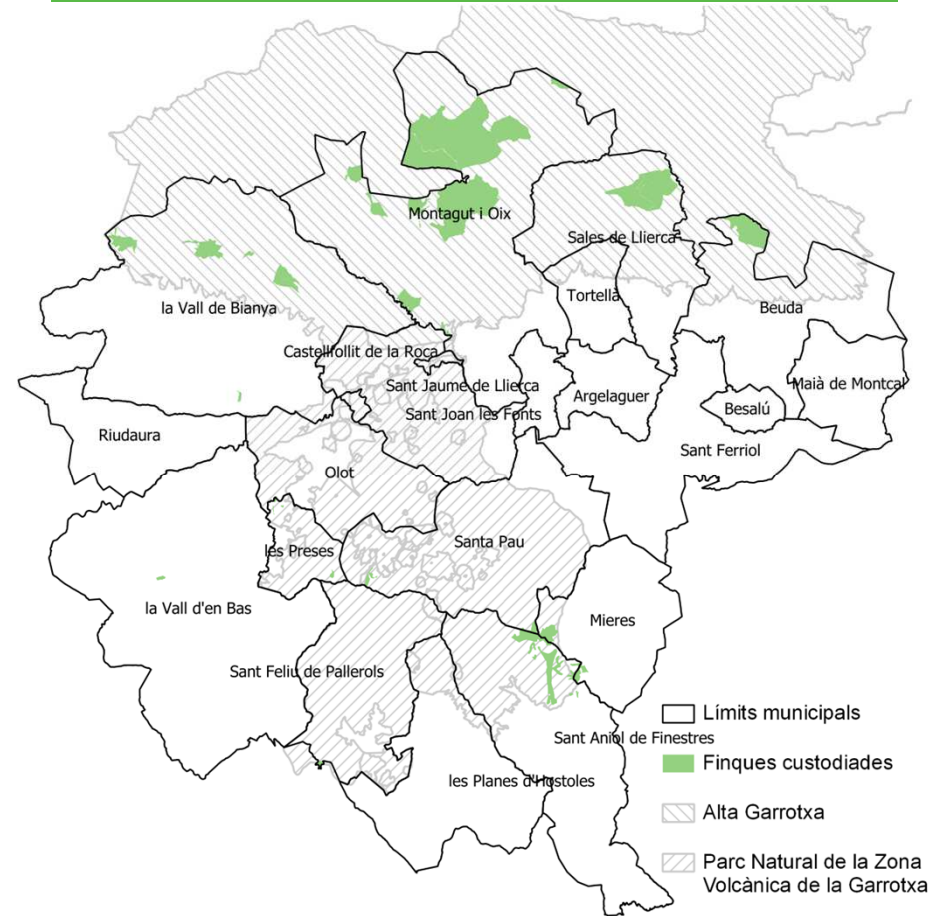 Montagut i Oix
Sales de Llierca
Tortellà
la Vall de Bianya
Beuda
Castellfollit de la Roca
Sant Jaume de Llierca
Maià de Montcal
Argelaguer
Besalú
Sant Joan les Fonts
Riudaura
Sant Ferriol
Olot
Santa Pau
les Preses
la Vall d'en Bas
Mieres
Sant Feliu de Pallerols
Sant Aniol de Finestres
les Planes d'Hostoles
Límits municipals
Finques custodiades
Alta Garrotxa
Parc Natural de la Zona
Volcànica de la Garrotxa